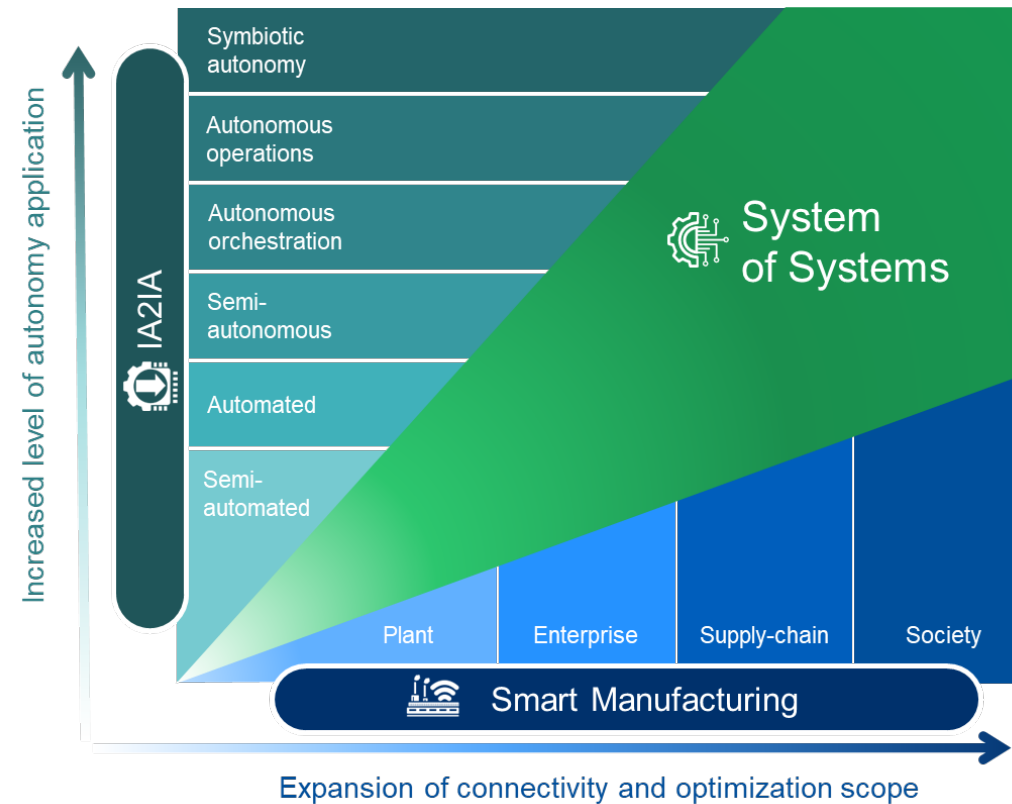 Symbiotic
autonomy
Autonomous
operations
Autonomous
orchestration
Semi-
autonomous
Automated
Semi-
automated
Increased level of autonomy application
IA2IA
System
of Systems
Plant
Enterprise
Supply-chain
Society
Smart Manufacturing
Expansion of connectivity and optimization scope